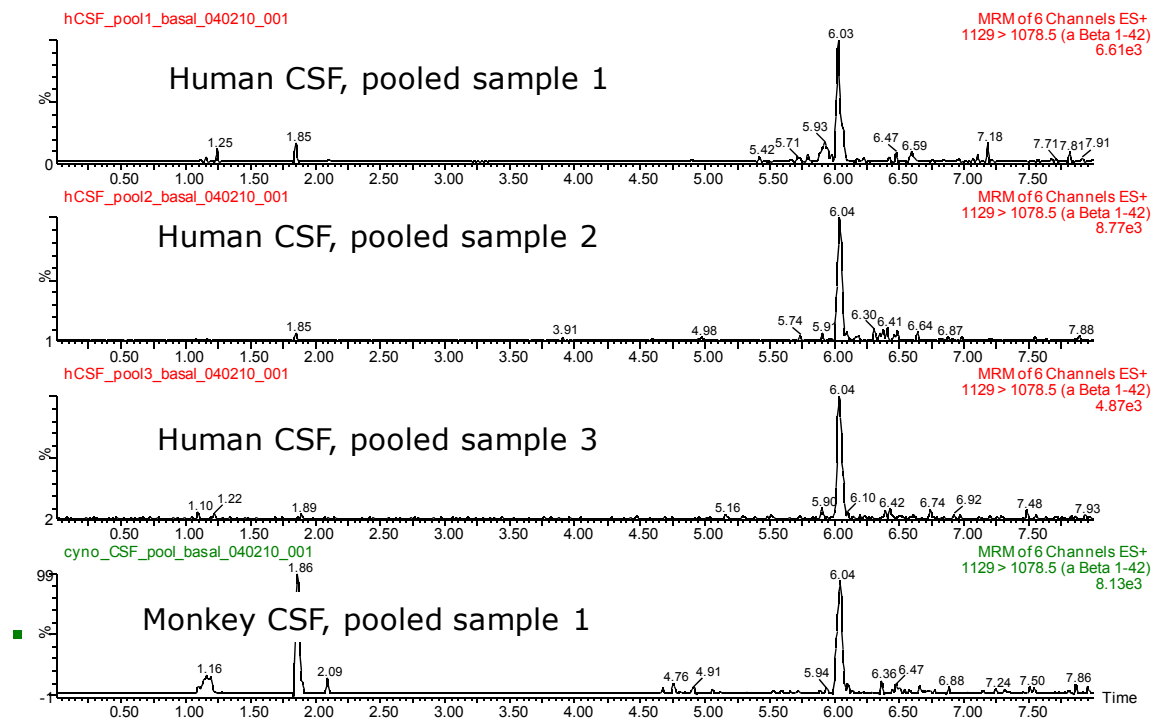 hCSF_pool1_basal_040210_001
MRM of 6 Channels ES+
1129 > 1078.5 (a Beta 1-42)
6.61e3
Human CSF, pooled sample 1
%
0
1.25
1.85
5.42
5.71
5.93
6.03
6.47
6.59
7.18
7.71
7.81
7.91
0.50 1.00 1.50 2.00 2.50 3.00 3.50 4.00 4.50 5.00 5.50 6.00 6.50 7.00 7.50
hCSF_pool2_basal_040210_001
MRM of 6 Channels ES+
1129 > 1078.5 (a Beta 1-42)
8.77e3
Human CSF, pooled sample 2
%
1
1.85
3.91
4.98
5.74
5.91
6.04
6.30
6.41
6.64
6.87
7.88
0.50 1.00 1.50 2.00 2.50 3.00 3.50 4.00 4.50 5.00 5.50 6.00 6.50 7.00 7.50
hCSF_pool3_basal_040210_001
MRM of 6 Channels ES+
1129 > 1078.5 (a Beta 1-42)
4.87e3
Human CSF, pooled sample 3
%
2
1.10
1.22
1.89
5.16
5.90
6.04
6.10
6.42
6.74
6.92
7.48
7.93
0.50 1.00 1.50 2.00 2.50 3.00 3.50 4.00 4.50 5.00 5.50 6.00 6.50 7.00 7.50
cyno_CSF_pool_basal_040210_001
MRM of 6 Channels ES+
1129 > 1078.5 (a Beta 1-42)
8.13e3
Monkey CSF, pooled sample 1
99
%
-1
1.16
1.86
2.09
4.76
4.91
5.94
6.04
6.36
6.47
6.88
7.24
7.50
7.86
0.50 1.00 1.50 2.00 2.50 3.00 3.50 4.00 4.50 5.00 5.50 6.00 6.50 7.00 7.50
Time